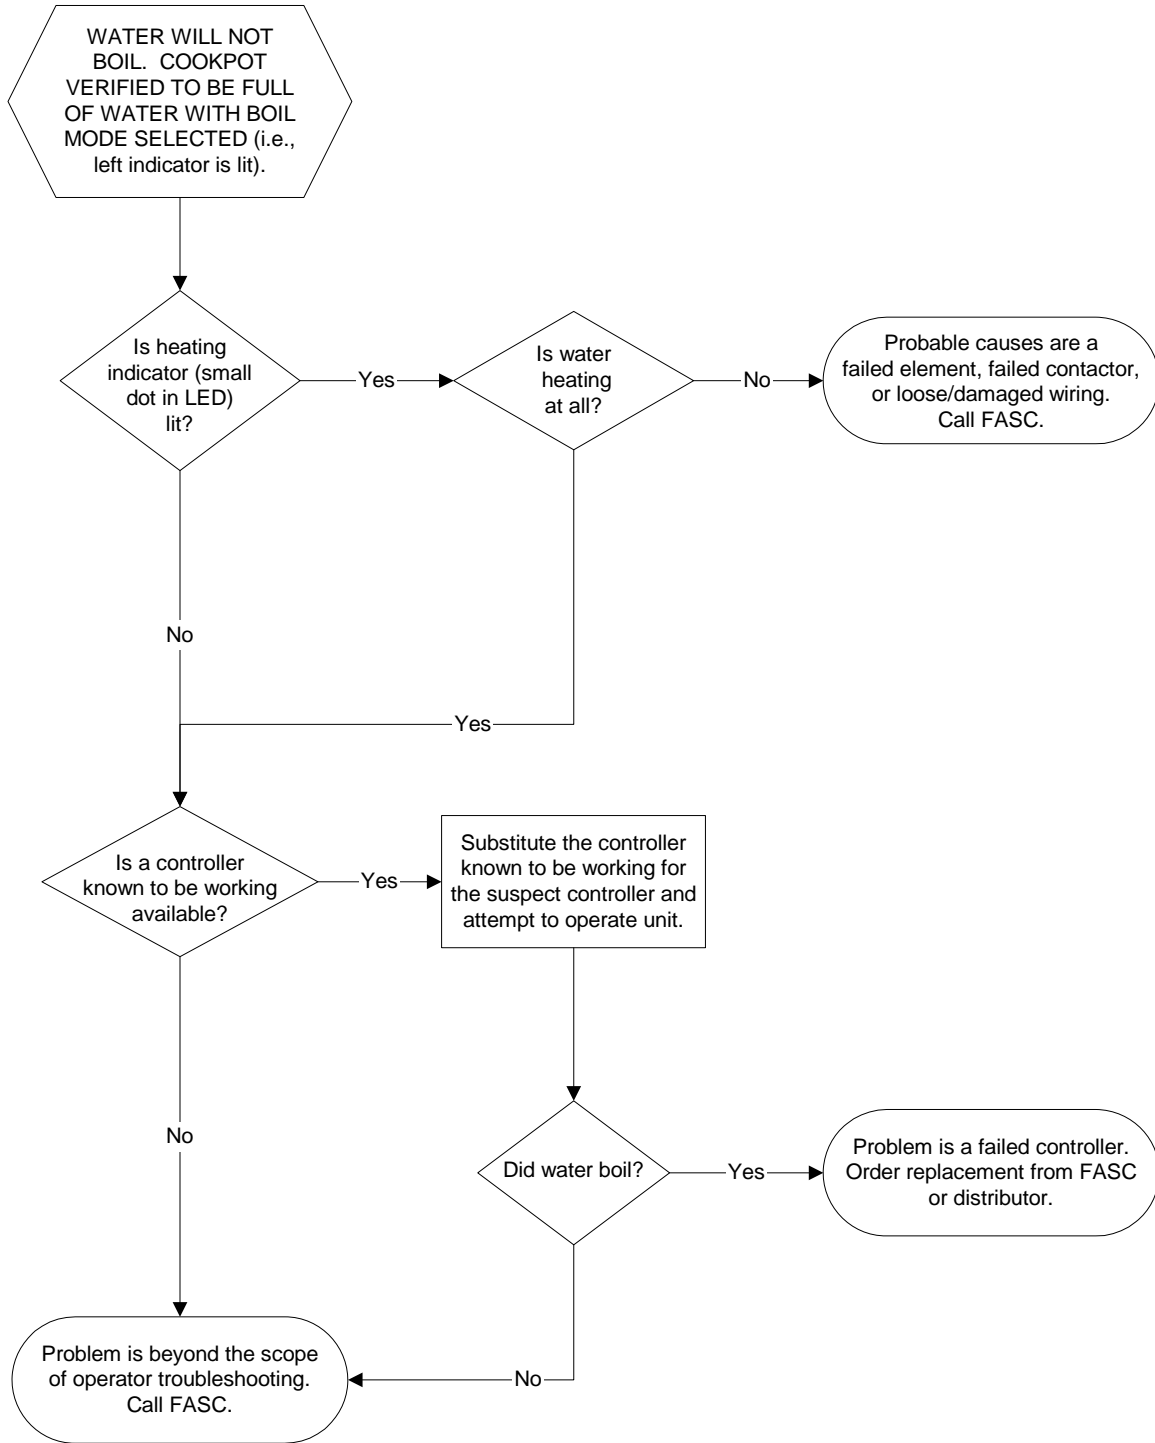 WATER WILL NOT
BOIL. COOKPOT
VERIFIED TO BE FULL
OF WATER WITH BOIL
MODE SELECTED (i.e.,
left indicator is lit).
Is heating
indicator (small
dot in LED)
lit?
Yes
Is water
heating
at all?
No
Probable causes are a
failed element, failed contactor,
or loose/damaged wiring.
Call FASC.
No
Yes
Is a controller
known to be working
available?
Yes
Substitute the controller
known to be working for
the suspect controller and
attempt to operate unit.
No
Did water boil?
Yes
Problem is a failed controller.
Order replacement from FASC
or distributor.
Problem is beyond the scope
of operator troubleshooting.
Call FASC.
No